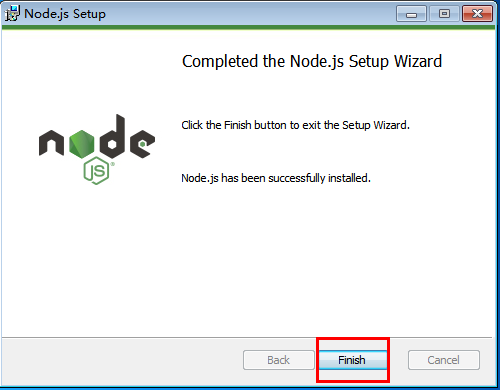 Node.js Setup
Completed the Node.js Setup Wizard
Click the Finish button to exit the Setup Wizard.
node
JS
Node.js has been successfully installed.
Back
Finish
Cancel